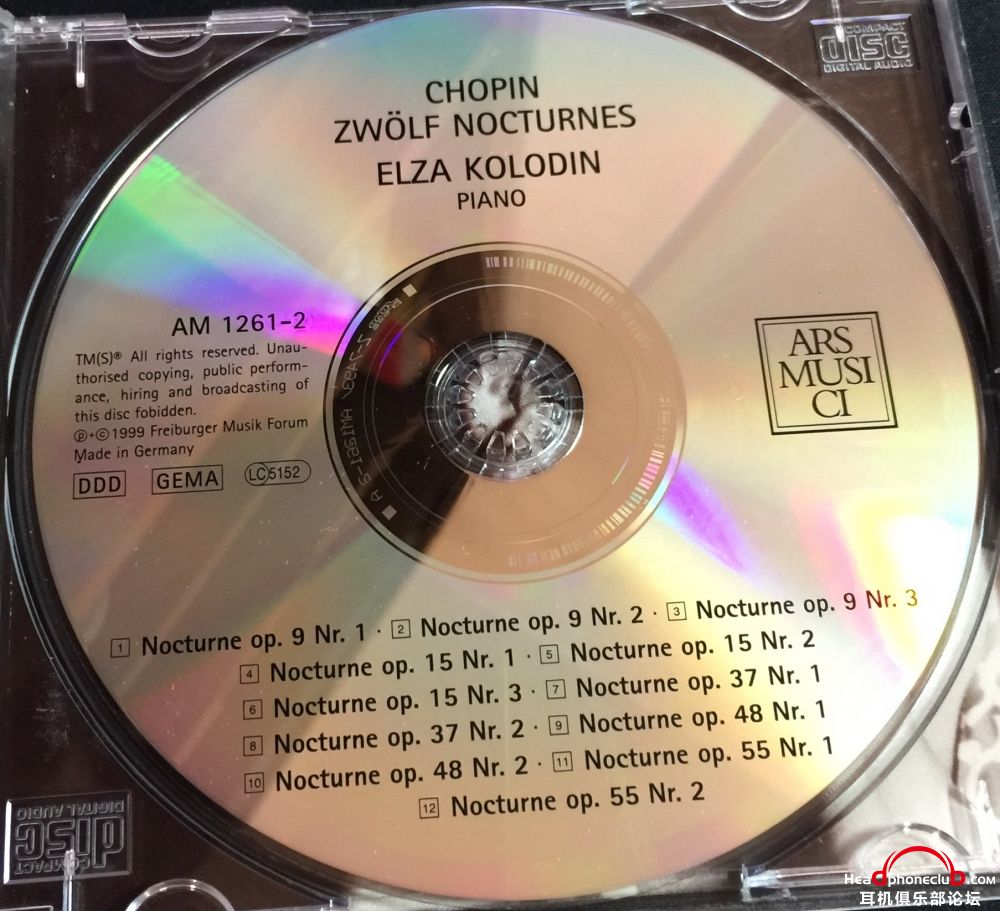 COMPACT
disc
DIGITAL AUDIO
CHOPIN
ZWÖLF NOCTURNES
ELZA KOLODIN
PIANO
AM 1261-2
TM(S)® All rights reserved. Unau-
thorised copying, public perform-
ance, hiring and broadcasting of
this disc fobidden.
℗+©1999 Freiburger Musik Forum
Made in Germany
DDD GEMA LC5152
ARS
MUSI
CI
1 Nocturne op. 9 Nr. 1 · 2 Nocturne op. 9 Nr. 2 · 3 Nocturne op. 9 Nr. 3
4 Nocturne op. 15 Nr. 1 · 5 Nocturne op. 15 Nr. 2
6 Nocturne op. 15 Nr. 3 · 7 Nocturne op. 37 Nr. 1
8 Nocturne op. 37 Nr. 2 · 9 Nocturne op. 48 Nr. 1
10 Nocturne op. 48 Nr. 2 · 11 Nocturne op. 55 Nr. 1
12 Nocturne op. 55 Nr. 2
COMPACT
disc
DIGITAL AUDIO
Headphoneclub.com
耳机俱乐部论坛